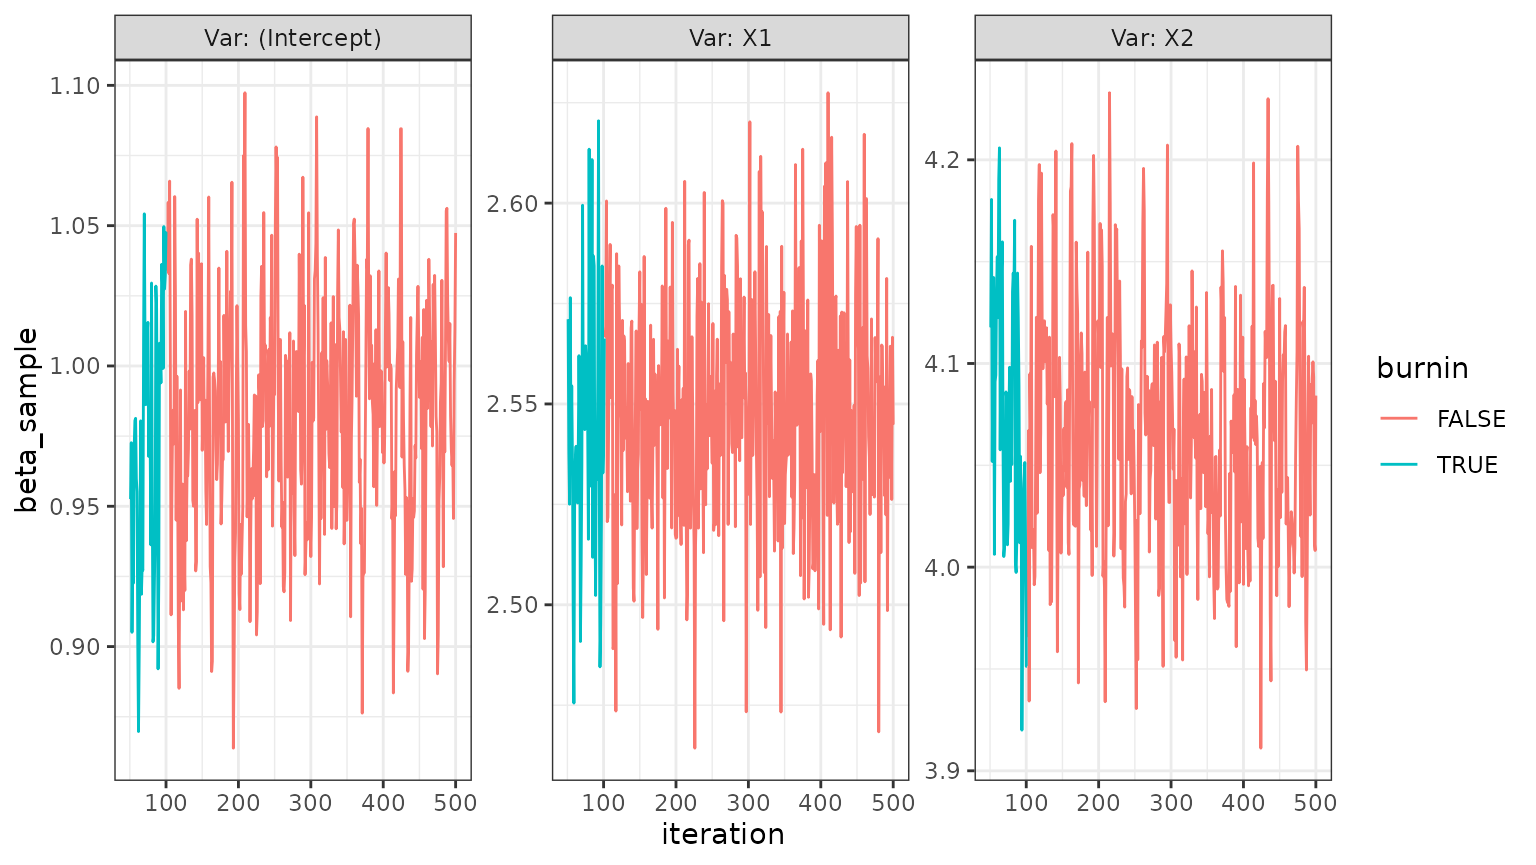 Var: (Intercept)
Var: X1
Var: X2
beta_sample
1.10
1.05
1.00
0.95
0.90
2.60
2.55
2.50
4.2
4.1
4.0
3.9
100 200 300 400 500
100 200 300 400 500
100 200 300 400 500
iteration
burnin
FALSE
TRUE